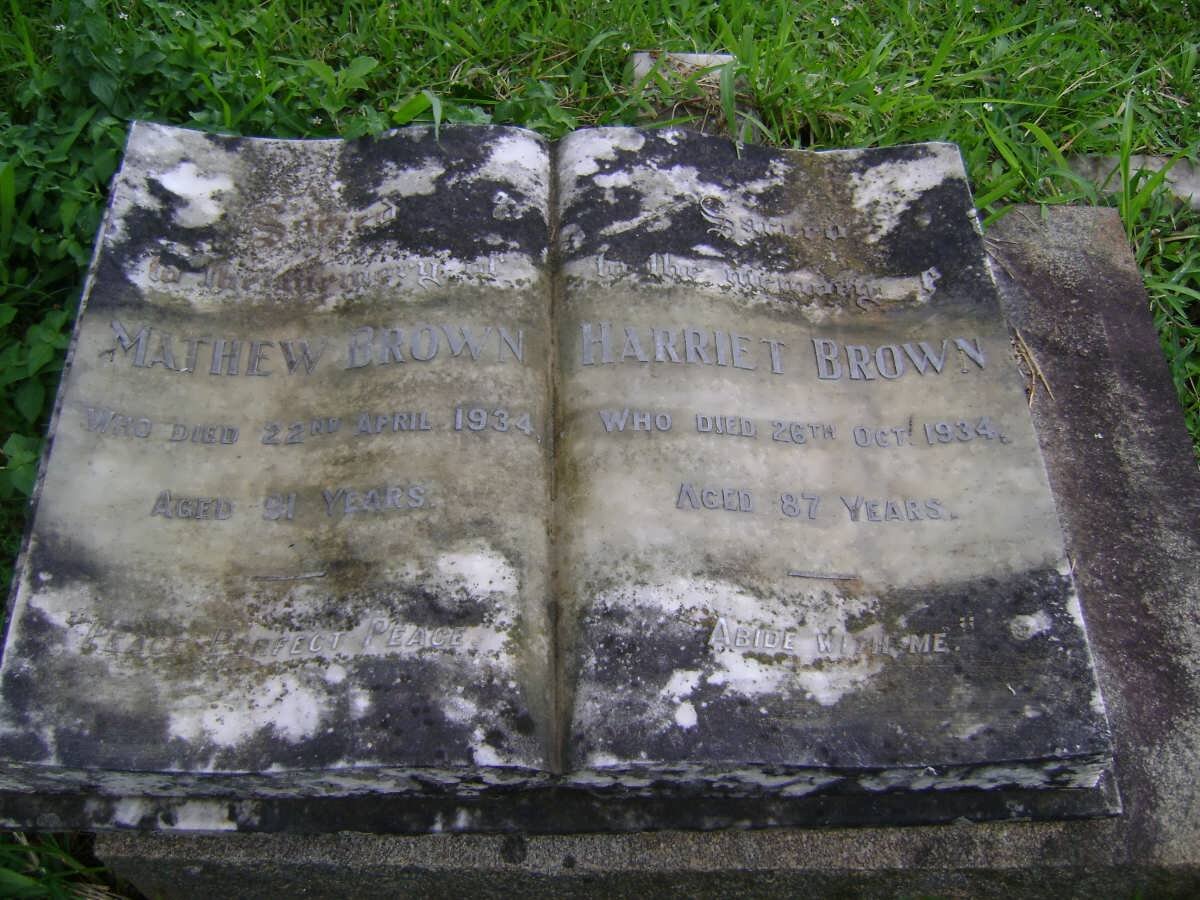 Sacred
to the memory of
MATHEW BROWN
WHO DIED 22ND APRIL 1934.
AGED 91 YEARS.
"PEACE PERFECT PEACE."
Sacred
to the memory of
HARRIET BROWN
WHO DIED 26TH OCT. 1934.
AGED 87 YEARS.
"ABIDE WITH ME."